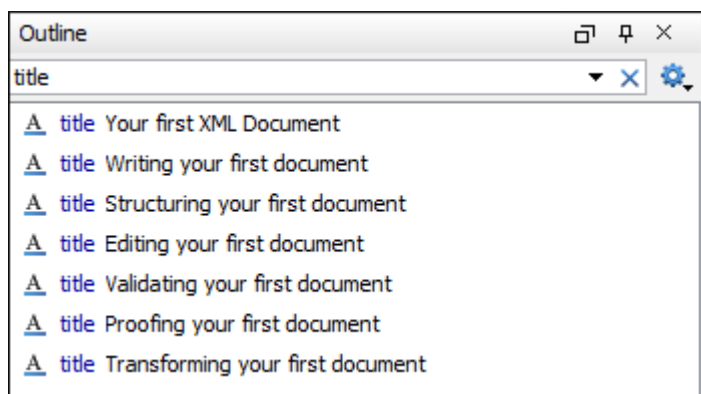 Outline
title
A title Your first XML Document
A title Writing your first document
A title Structuring your first document
A title Editing your first document
A title Validating your first document
A title Proofing your first document
A title Transforming your first document